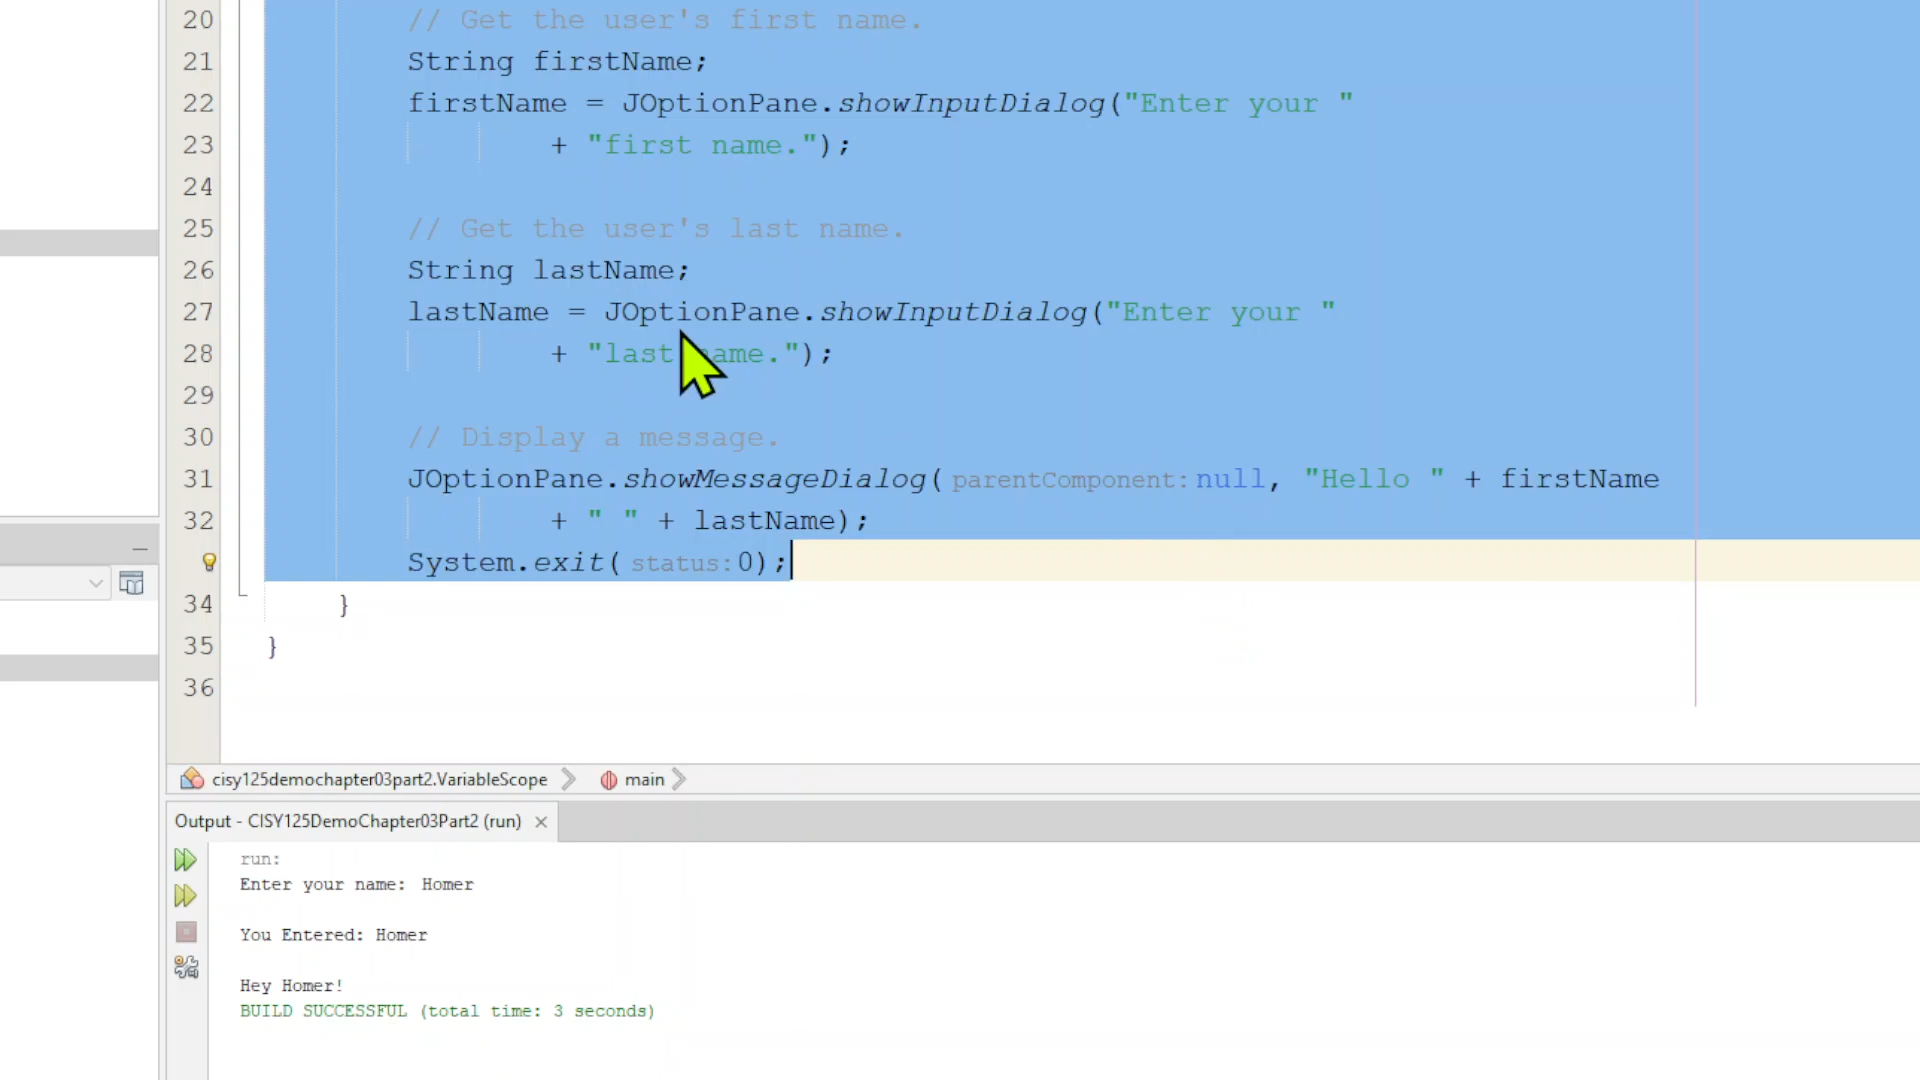 20 // Get the user's first name.
21 String firstName;
22 firstName = JOptionPane.showInputDialog("Enter your "
23 + "first name.");
24
25 // Get the user's last name.
26 String lastName;
27 lastName = JOptionPane.showInputDialog("Enter your "
28 + "last name.");
29
30 // Display a message.
31 JOptionPane.showMessageDialog(parentComponent: null, "Hello " + firstName
32 + " " + lastName);
System.exit(status: 0);
34 }
35 }
36
cisy125demochapter03part2.VariableScope main
Output - CISY125DemoChapter03Part2 (run) ×
run:
Enter your name: Homer
You Entered: Homer
Hey Homer!
BUILD SUCCESSFUL (total time: 3 seconds)